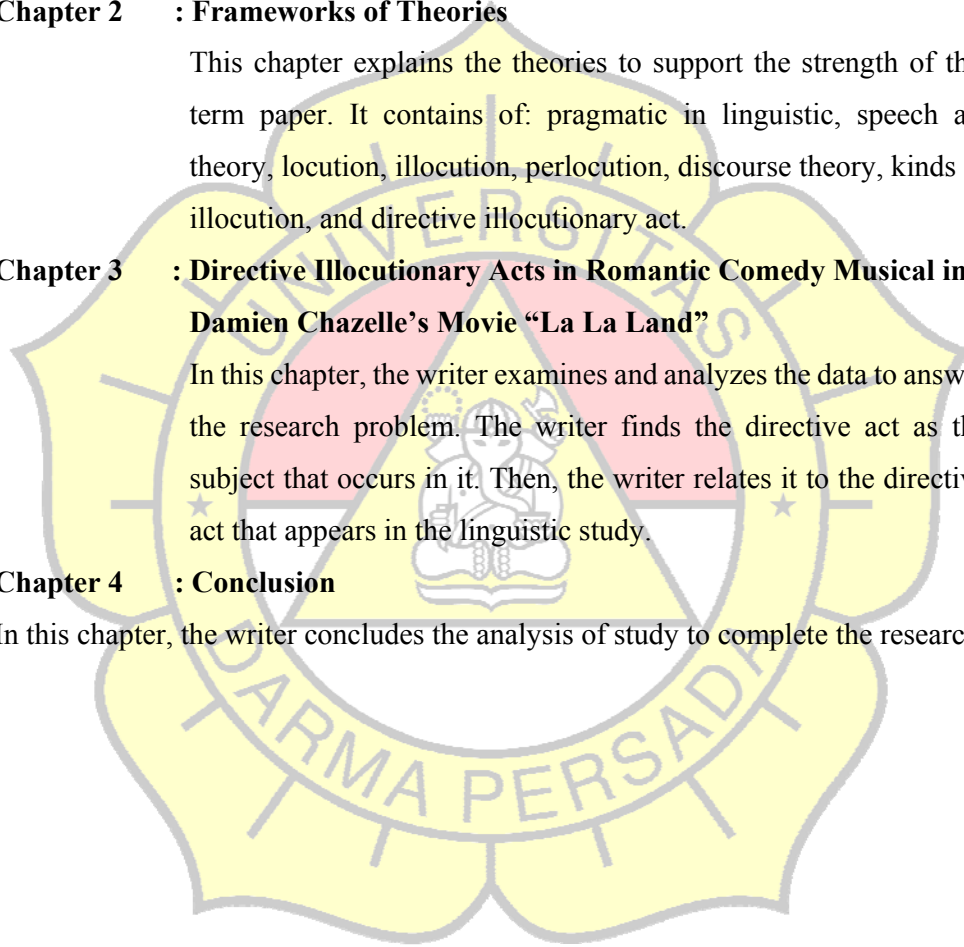 Chapter 2 : Frameworks of Theories
This chapter explains the theories to support the strength of th
term paper. It contains of: pragmatic in linguistic, speech a
theory, locution, illocution, perlocution, discourse theory, kinds
illocution, and directive illocutionary act.
Chapter 3 : Directive Illocutionary Acts in Romantic Comedy Musical in
Damien Chazelle’s Movie “La La Land”
In this chapter, the writer examines and analyzes the data to answ
the research problem. The writer finds the directive act as th
subject that occurs in it. Then, the writer relates it to the directiv
act that appears in the linguistic study.
Chapter 4 : Conclusion
In this chapter, the writer concludes the analysis of study to complete the researc
UNIVERSITAS
DARMA PERSADA